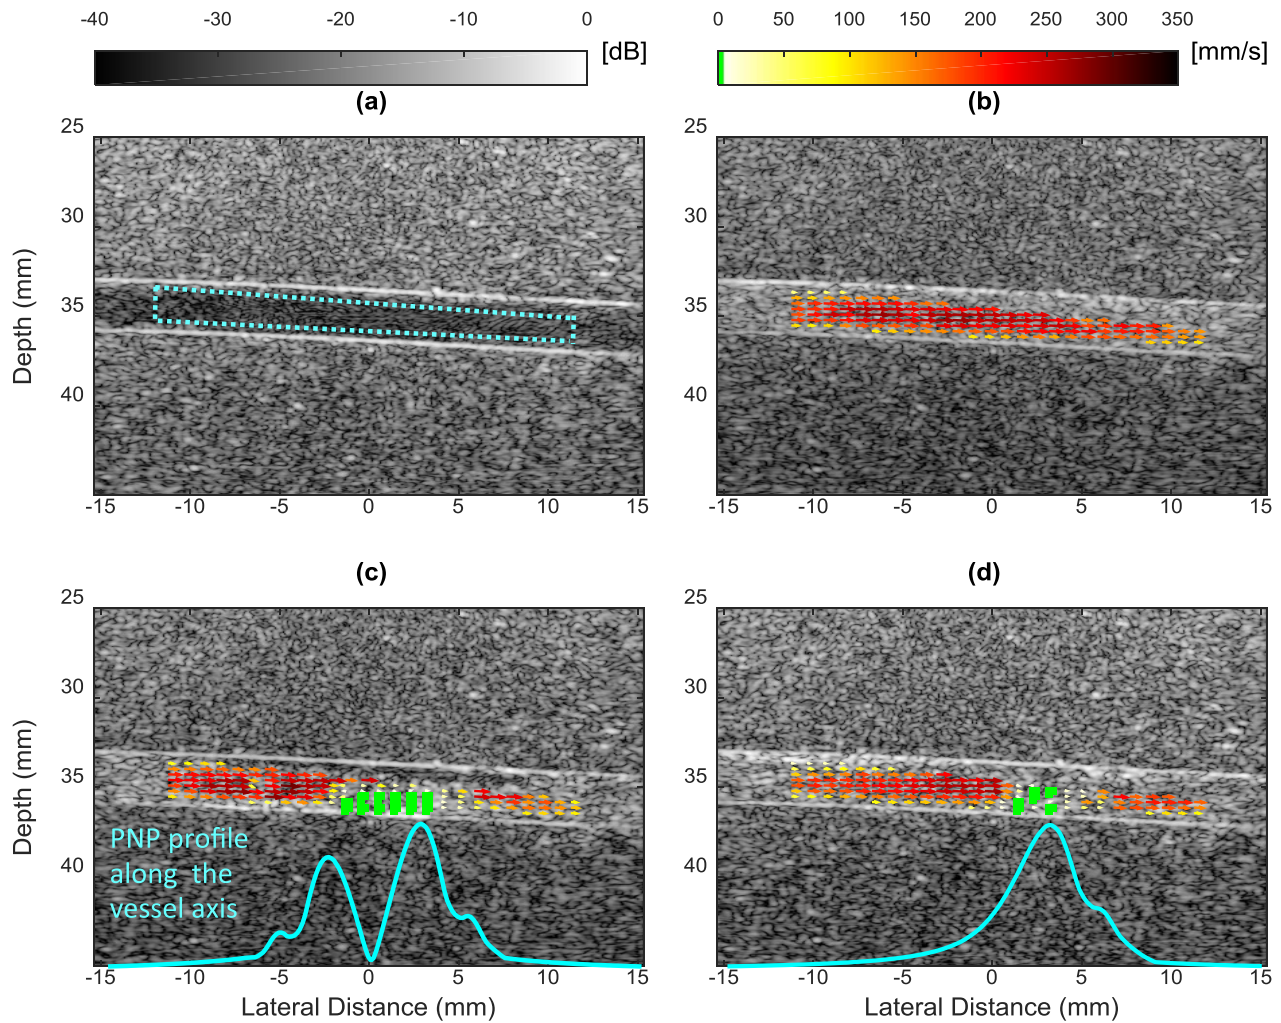 -40 -30 -20 -10 0 [dB]
0 50 100 150 200 250 300 350 [mm/s]
(a)
25
30
35
40
Depth (mm)
-15 -10 -5 0 5 10 15
(b)
25
30
35
40
-15 -10 -5 0 5 10 15
(c)
25
30
35
40
Depth (mm)
PNP profile
along the
vessel axis
-15 -10 -5 0 5 10 15
Lateral Distance (mm)
(d)
25
30
35
40
-15 -10 -5 0 5 10 15
Lateral Distance (mm)